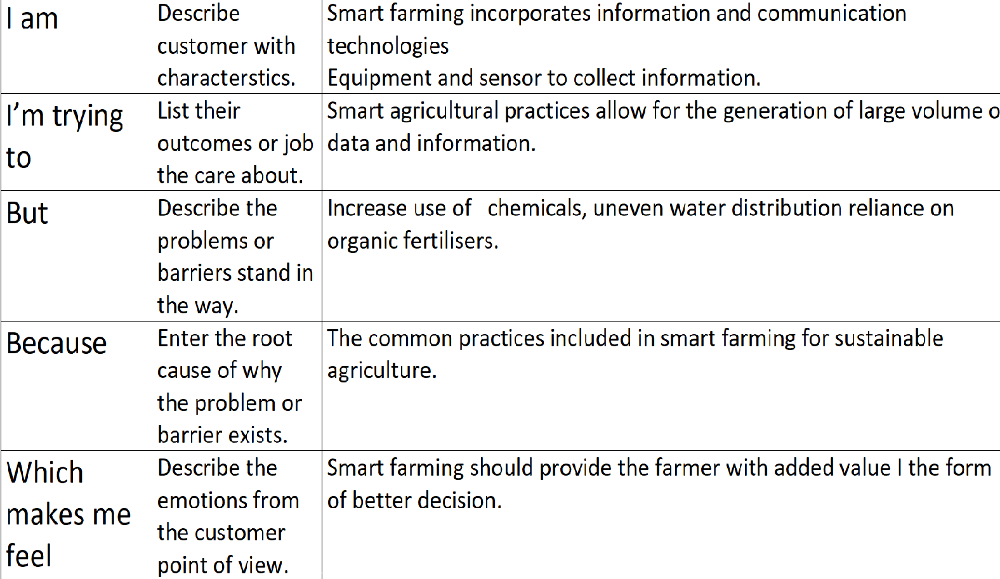 I am
Describe
customer with
characterstics.
Smart farming incorporates information and communication
technologies
Equipment and sensor to collect information.
I'm trying
to
List their
outcomes or job
the care about.
Smart agricultural practices allow for the generation of large volume o
data and information.
But
Describe the
problems or
barriers stand in
the way.
Increase use of   chemicals, uneven water distribution reliance on
organic fertilisers.
Because
Enter the root
cause of why
the problem or
barrier exists.
The common practices included in smart farming for sustainable
agriculture.
Which
makes me
feel
Describe the
emotions from
the customer
point of view.
Smart farming should provide the farmer with added value I the form
of better decision.